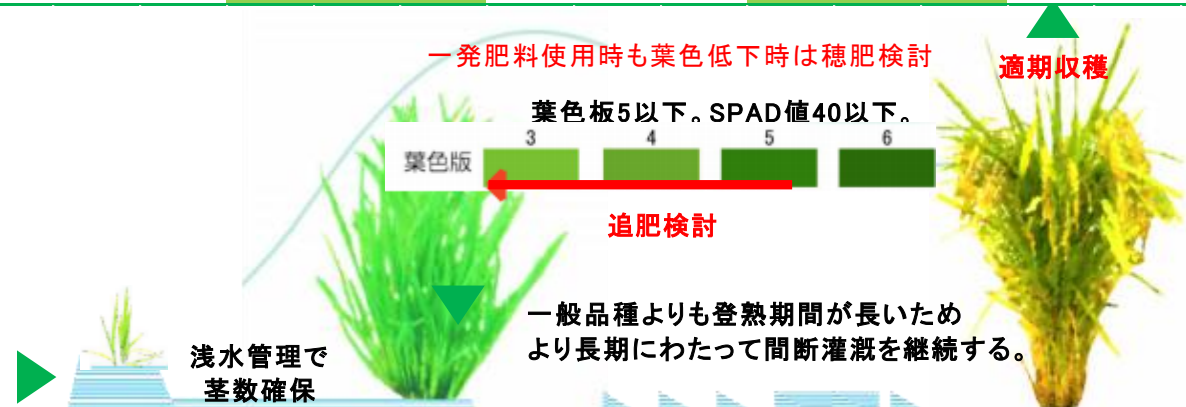 一発肥料使用時も葉色低下時は穂肥検討
適期収穫
葉色板5以下。SPAD値40以下。
3 4 5 6
葉色版
追肥検討
一般品種よりも登熟期間が長いため
より長期にわたって間断灌漑を継続する。
浅水管理で
茎数確保